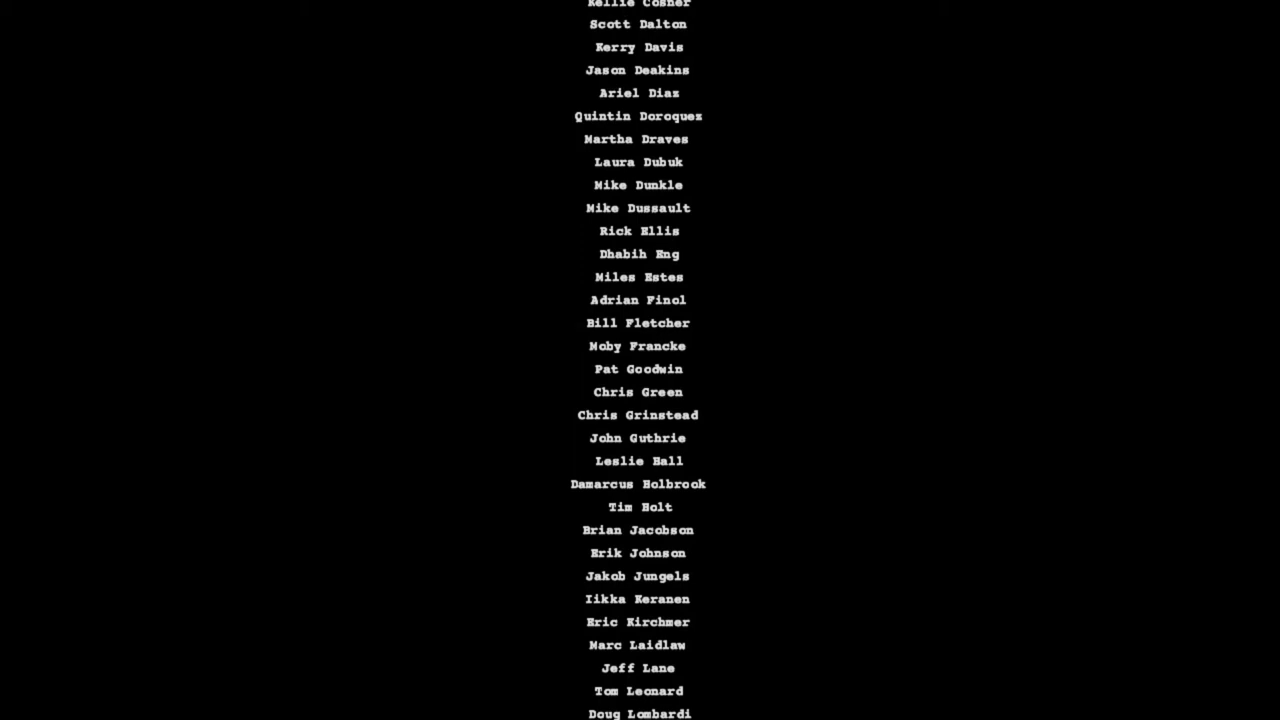 Kellie Cosner
Scott Dalton
Kerry Davis
Jason Deakins
Ariel Diaz
Quintin Doroquez
Martha Draves
Laura Dubuk
Mike Dunkle
Mike Dussault
Rick Ellis
Dhabih Eng
Miles Estes
Adrian Finol
Bill Fletcher
Moby Francke
Pat Goodwin
Chris Green
Chris Grinstead
John Guthrie
Leslie Hall
Damarcus Holbrook
Tim Holt
Brian Jacobson
Erik Johnson
Jakob Jungels
Iikka Keranen
Eric Kirchmer
Marc Laidlaw
Jeff Lane
Tom Leonard
Doug Lombardi